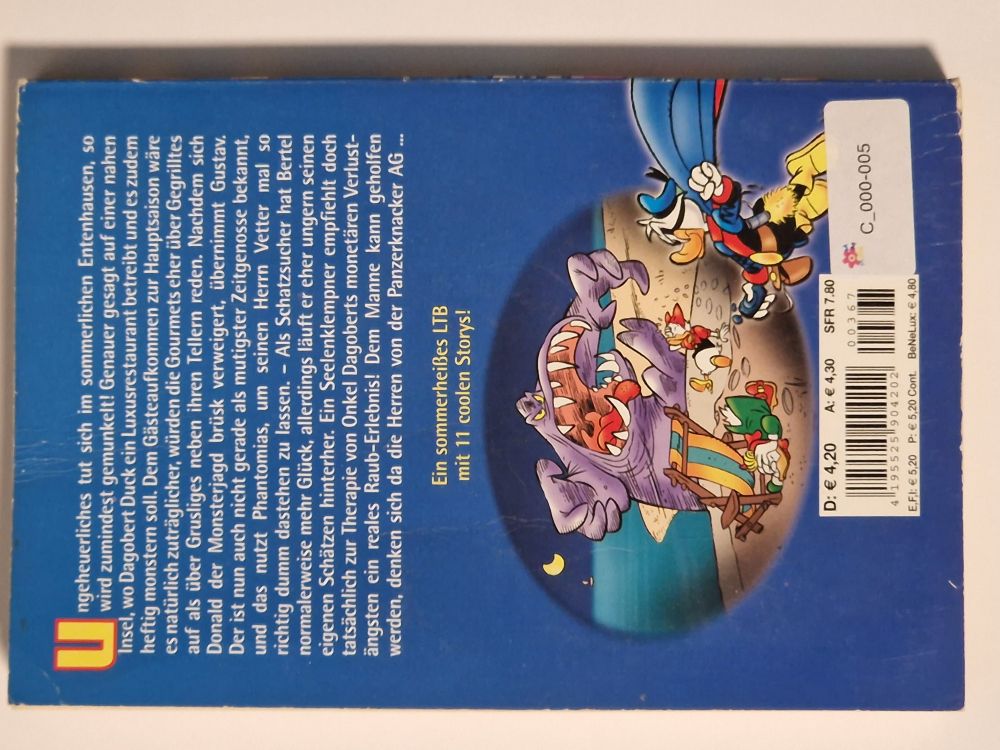 Ungeheuerliches tut sich im sommerlichen Entenhausen, so
wird zumindest gemunkelt! Genauer gesagt auf einer nahen
Insel, wo Dagobert Duck ein Luxusrestaurant betreibt und es zudem
heftig monstern soll. Dem Gästeaufkommen zur Hauptsaison wäre
es natürlich zuträglicher, würden die Gourmets eher über Gegrilltes
auf als über Grusliges neben ihren Tellern reden. Nachdem sich
Donald der Monsterjagd brüsk verweigert, übernimmt Gustav.
Der ist nun auch nicht gerade als mutigster Zeitgenosse bekannt,
und das nutzt Phantomias, um seinen Herrn Vetter mal so
richtig dumm dastehen zu lassen. – Als Schatzsucher hat Bertel
normalerweise mehr Glück, allerdings läuft er eher ungern seinen
eigenen Schätzen hinterher. Ein Seelenklempner empfiehlt doch
tatsächlich zur Therapie von Onkel Dagoberts monetären Verlust-
ängsten ein reales Raub-Erlebnis! Dem Manne kann geholfen
werden, denken sich da die Herren von der Panzerknacker AG ...
Ein sommerheißes LTB
mit 11 coolen Storys!
C_000-005
D: € 4,20 A: € 4,30 SFR 7.80
00367
4 195525 904202
E,F,I: € 5,20 P: € 5,20 Cont. BeNeLux: € 4,80